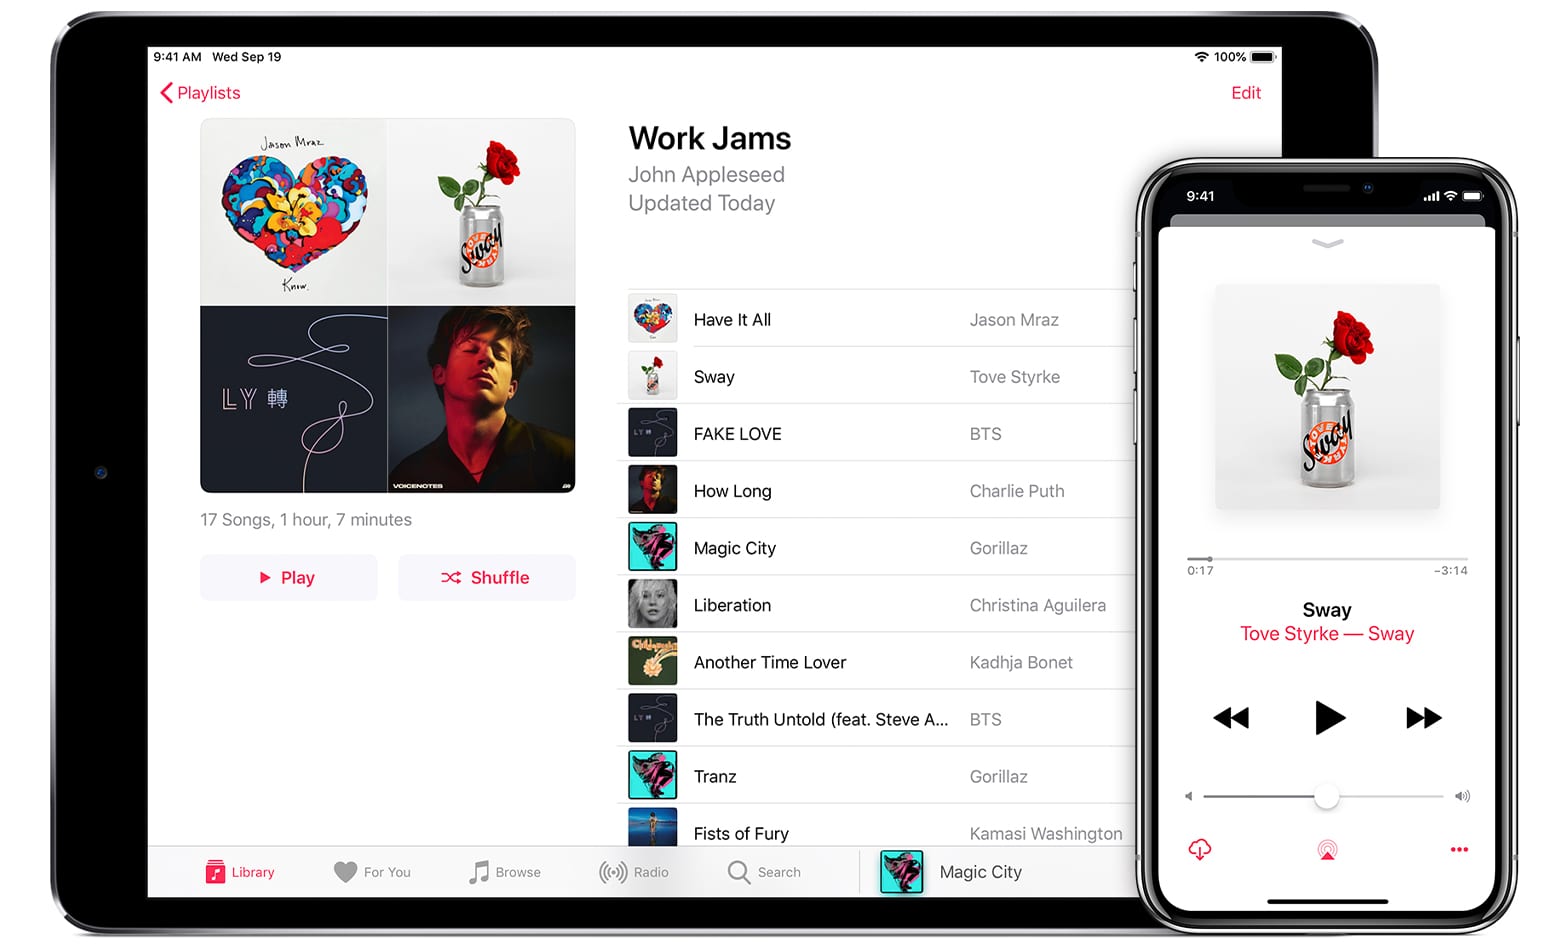 9:41 AM Wed Sep 19
100%
Playlists
Edit
Jason Mraz
Know.
Sway
LY 轉
VOICENOTES
17 Songs, 1 hour, 7 minutes
Play
Shuffle
Work Jams
John Appleseed
Updated Today
Have It All Jason Mraz
Sway Tove Styrke
FAKE LOVE BTS
How Long Charlie Puth
Magic City Gorillaz
Liberation Christina Aguilera
Another Time Lover Kadhja Bonet
The Truth Untold (feat. Steve A... BTS
Tranz Gorillaz
Fists of Fury Kamasi Washington
Library
For You
Browse
Radio
Search
Magic City
9:41
Sway
0:17
−3:14
Sway
Tove Styrke — Sway